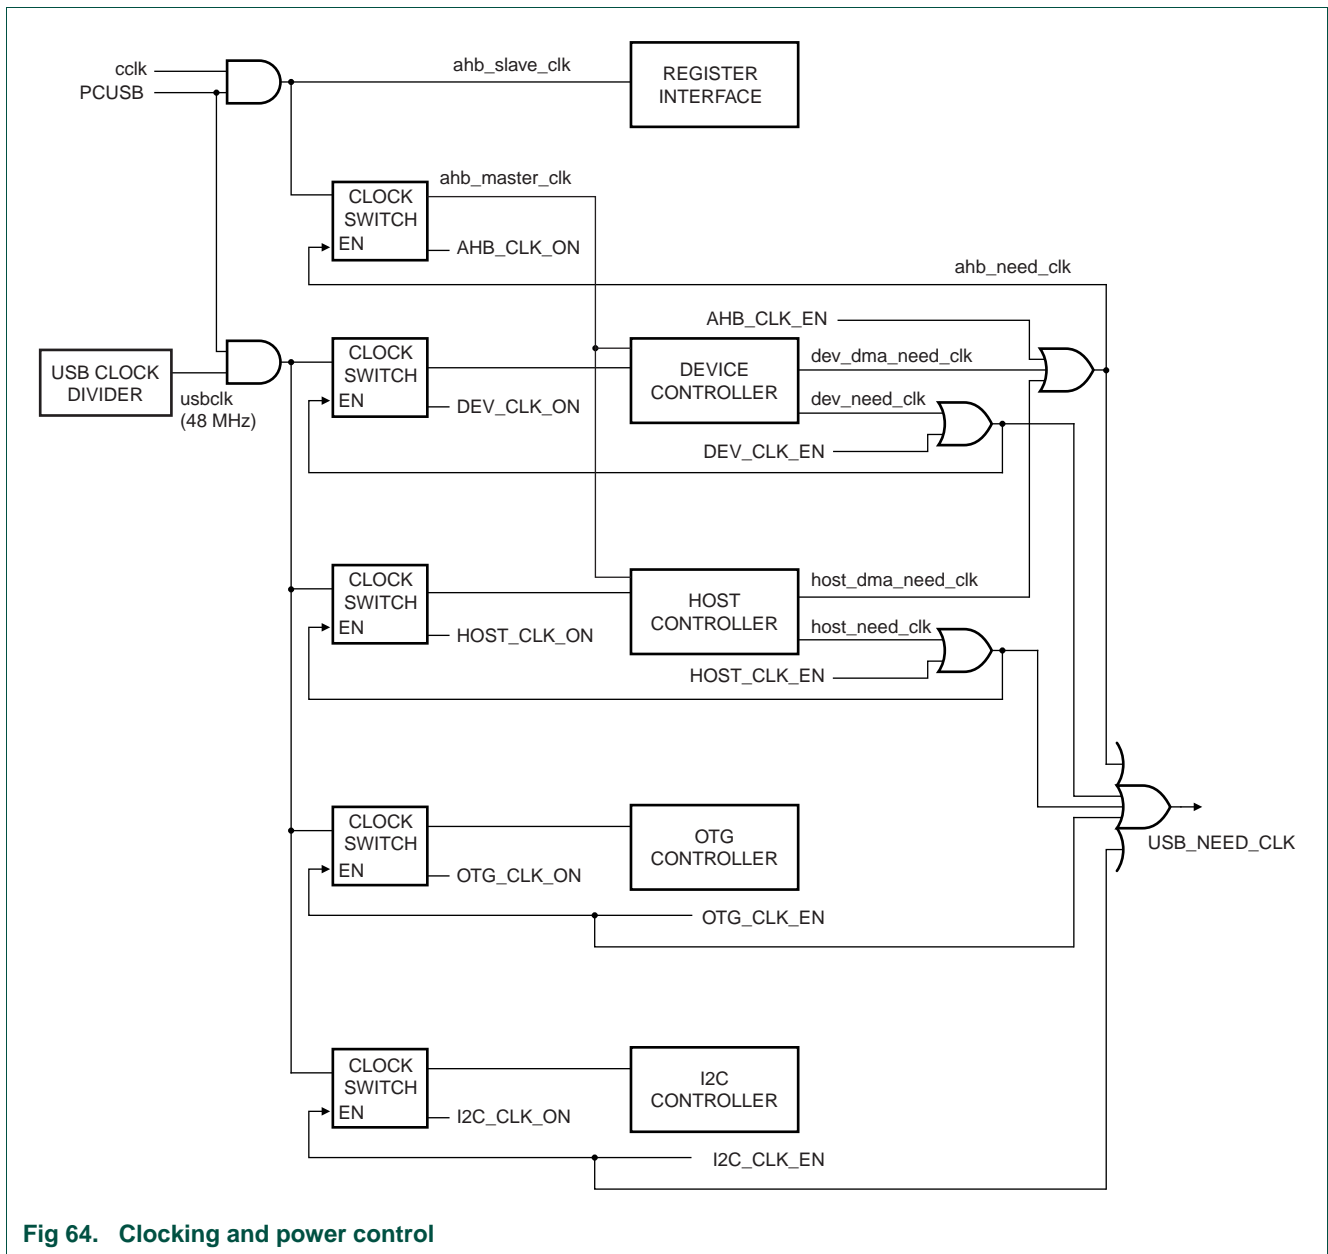 cclk
PCUSB
ahb_slave_clk
REGISTER
INTERFACE
CLOCK
SWITCH
EN
ahb_master_clk
AHB_CLK_ON
ahb_need_clk
AHB_CLK_EN
USB CLOCK
DIVIDER
usbclk
(48 MHz)
CLOCK
SWITCH
EN
DEV_CLK_ON
DEVICE
CONTROLLER
dev_dma_need_clk
dev_need_clk
DEV_CLK_EN
CLOCK
SWITCH
EN
HOST_CLK_ON
HOST
CONTROLLER
host_dma_need_clk
host_need_clk
HOST_CLK_EN
CLOCK
SWITCH
EN
OTG_CLK_ON
OTG
CONTROLLER
USB_NEED_CLK
OTG_CLK_EN
CLOCK
SWITCH
EN
I2C_CLK_ON
I2C
CONTROLLER
I2C_CLK_EN
Fig 64. Clocking and power control